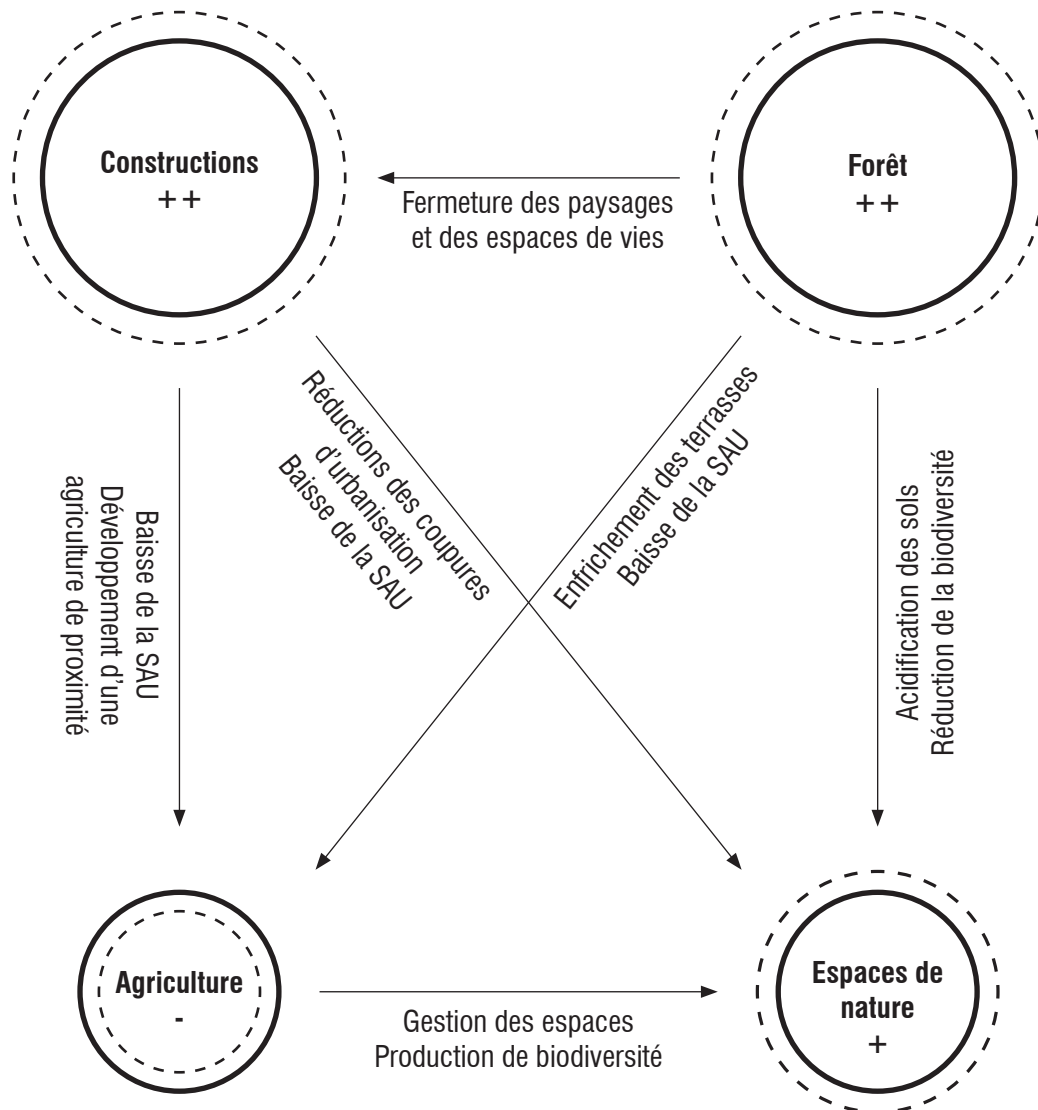 Constructions
++
Forêt
++
Fermeture des paysages
et des espaces de vies
Réductions des coupures
d'urbanisation
Baisse de la SAU
Enfrichement des terrasses
Baisse de la SAU
Baisse de la SAU
Développement d'une
agriculture de proximité
Acidification des sols
Réduction de la biodiversité
Agriculture
-
Gestion des espaces
Production de biodiversité
Espaces de
nature
+